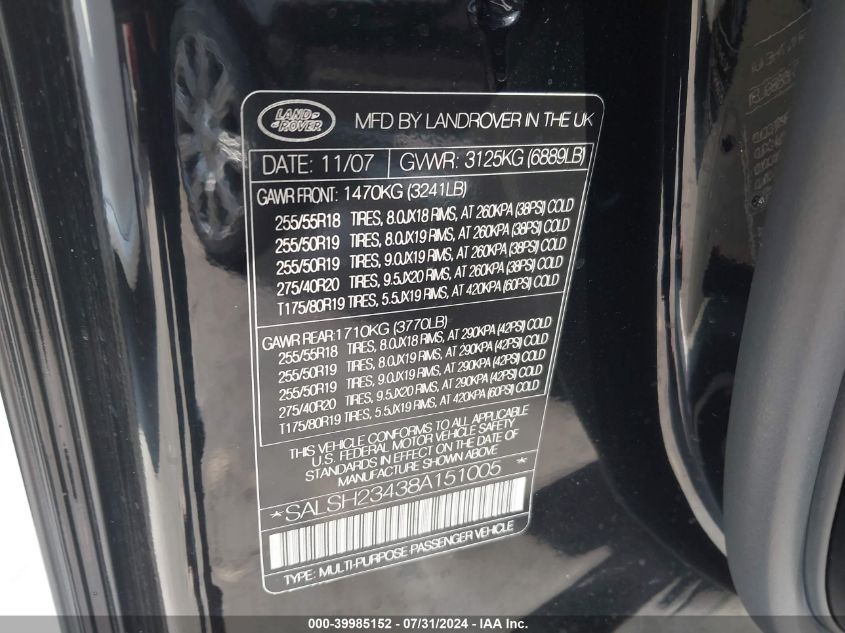 LAND
ROVER
MFD BY LANDROVER IN THE UK
DATE: 11/07 GVWR: 3125KG (6889LB)
GAWR FRONT: 1470KG (3241LB)
255/55R18 TIRES, 8.0JX18 RIMS, AT 260KPA (38PSI) COLD
255/50R19 TIRES, 8.0JX19 RIMS, AT 260KPA (38PSI) COLD
255/50R19 TIRES, 9.0JX19 RIMS, AT 260KPA (38PSI) COLD
275/40R20 TIRES, 9.5JX20 RIMS, AT 260KPA (38PSI) COLD
T175/80R19 TIRES, 5.5JX19 RIMS, AT 420KPA (60PSI) COLD
GAWR REAR:1710KG (3770LB)
255/55R18 TIRES, 8.0JX18 RIMS, AT 290KPA (42PSI) COLD
255/50R19 TIRES, 8.0JX19 RIMS, AT 290KPA (42PSI) COLD
255/50R19 TIRES, 9.0JX19 RIMS, AT 290KPA (42PSI) COLD
275/40R20 TIRES, 9.5JX20 RIMS, AT 290KPA (42PSI) COLD
T175/80R19 TIRES, 5.5JX19 RIMS, AT 420KPA (60PSI) COLD
THIS VEHICLE CONFORMS TO ALL APPLICABLE
U.S. FEDERAL MOTOR VEHICLE SAFETY
STANDARDS IN EFFECT ON THE DATE OF
MANUFACTURE SHOWN ABOVE
*SALSH23438A151005*
TYPE: MULTI-PURPOSE PASSENGER VEHICLE
000-39985152 / 07/31/2024 - IAAI.com